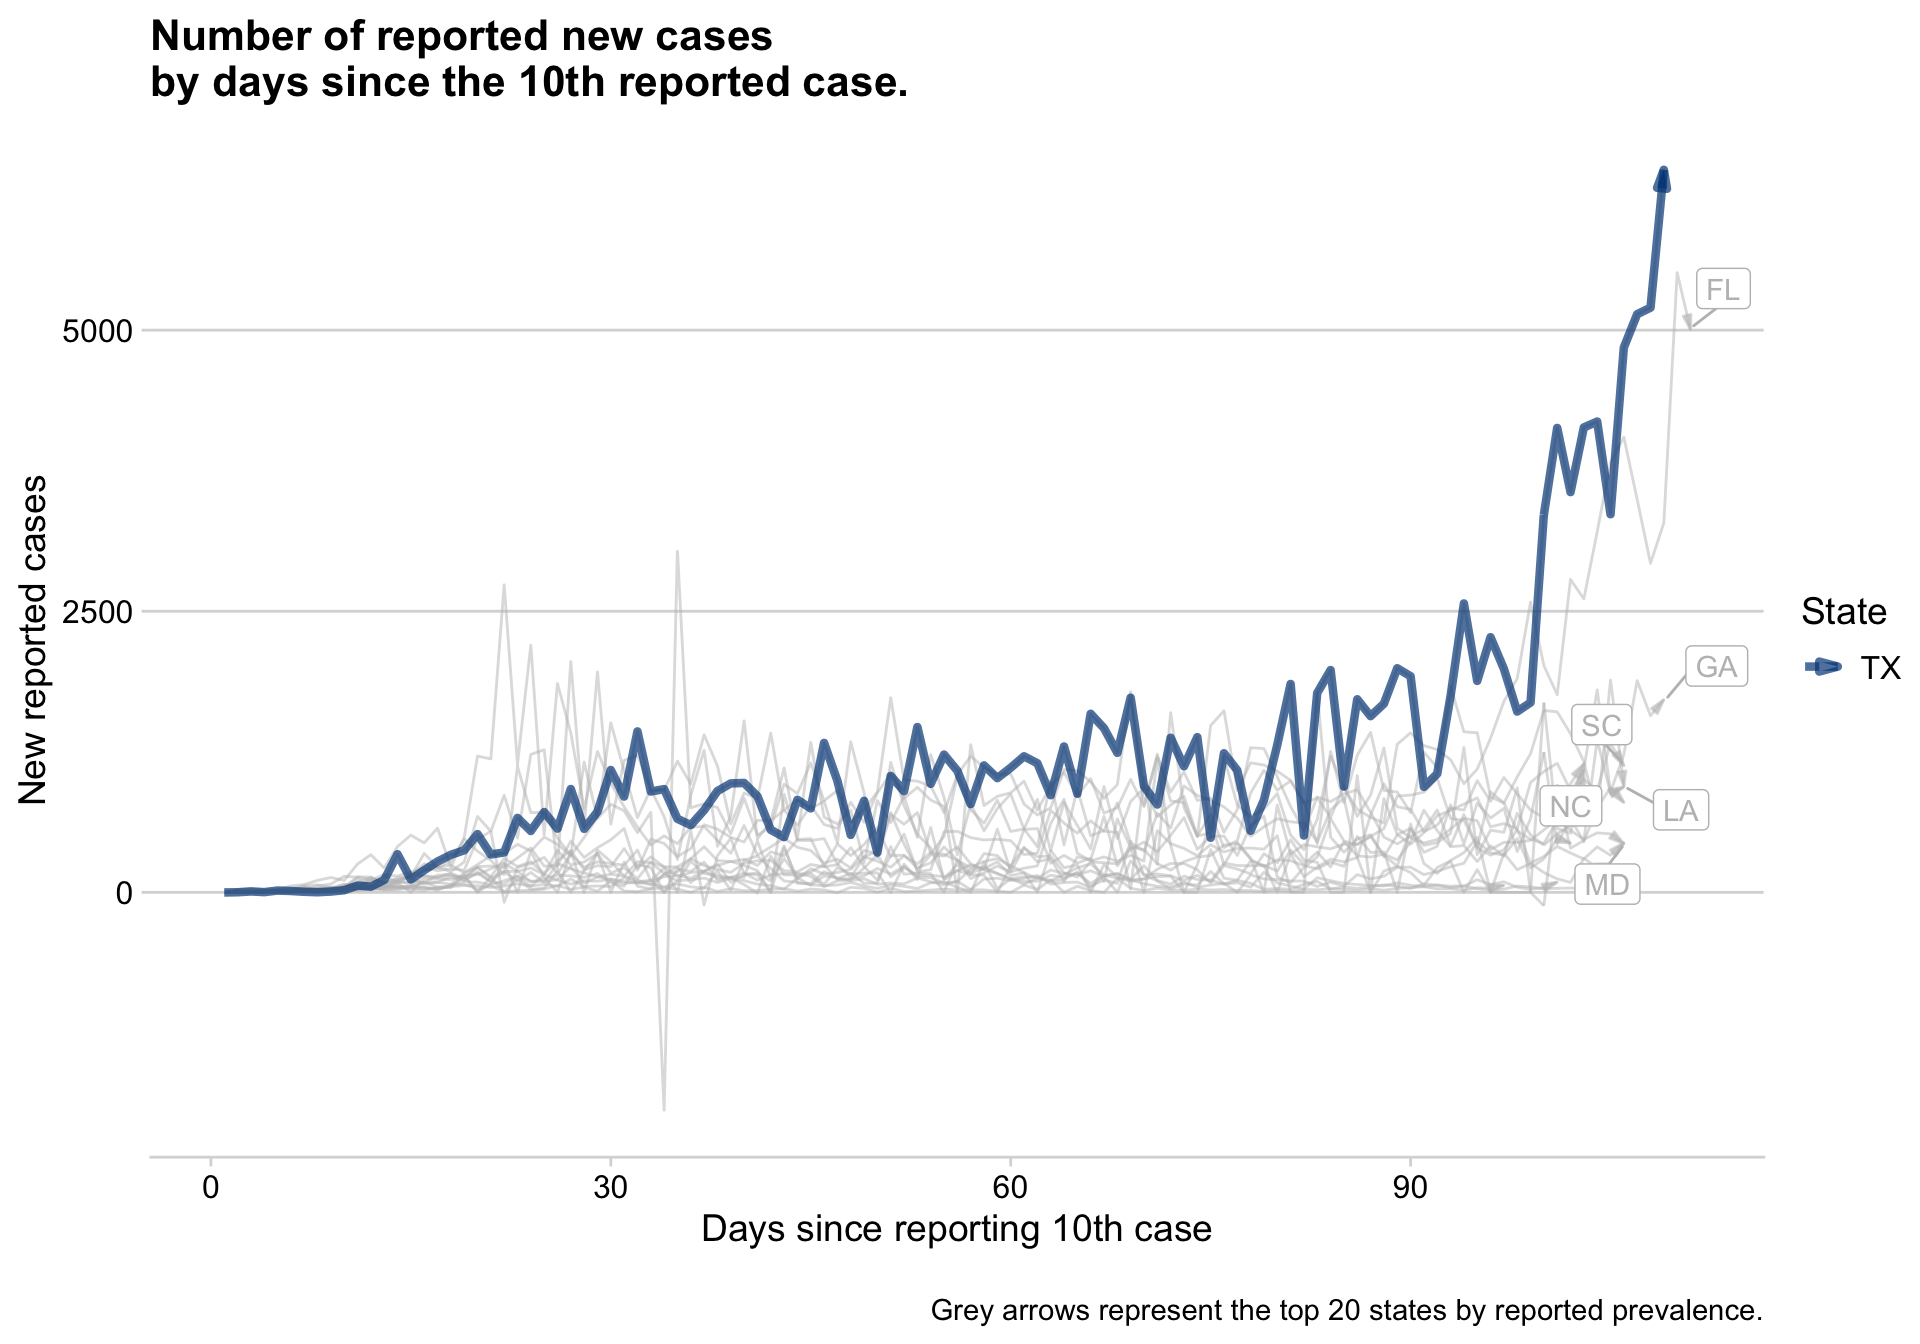 Number of reported new cases
by days since the 10th reported case.
New reported cases
5000
2500
0
FL
GA
SC
NC
LA
MD
State
TX
0 30 60 90
Days since reporting 10th case
Grey arrows represent the top 20 states by reported prevalence.